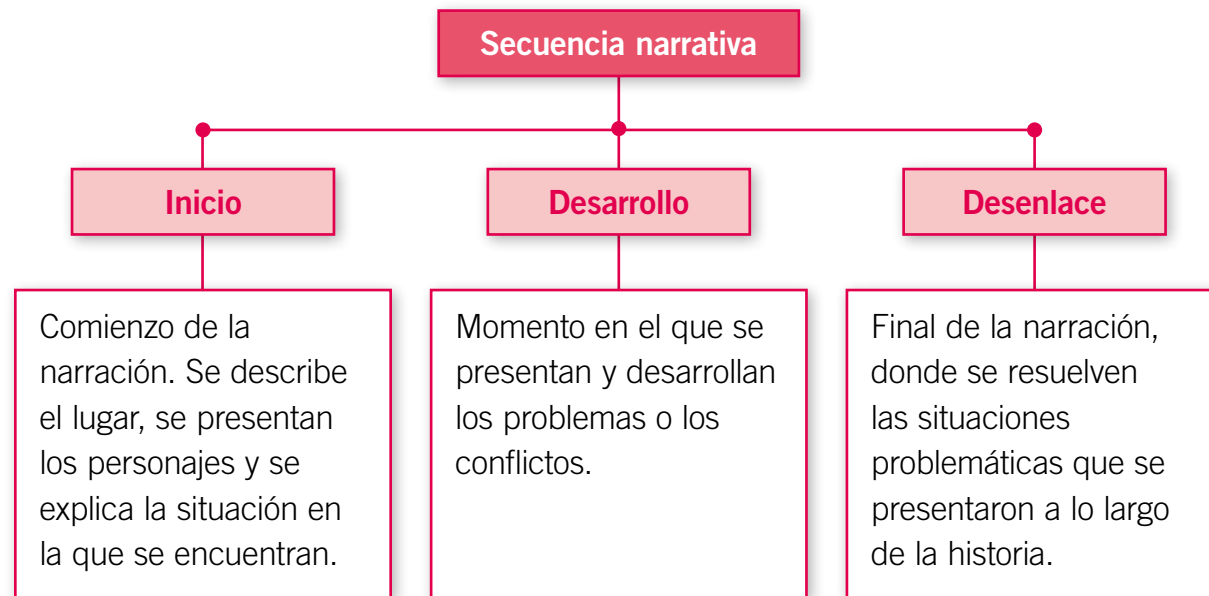 Secuencia narrativa
Inicio
Comienzo de la
narración. Se describe
el lugar, se presentan
los personajes y se
explica la situación en
la que se encuentran.
Desarrollo
Momento en el que se
presentan y desarrollan
los problemas o los
conflictos.
Desenlace
Final de la narración,
donde se resuelven
las situaciones
problemáticas que se
presentaron a lo largo
de la historia.